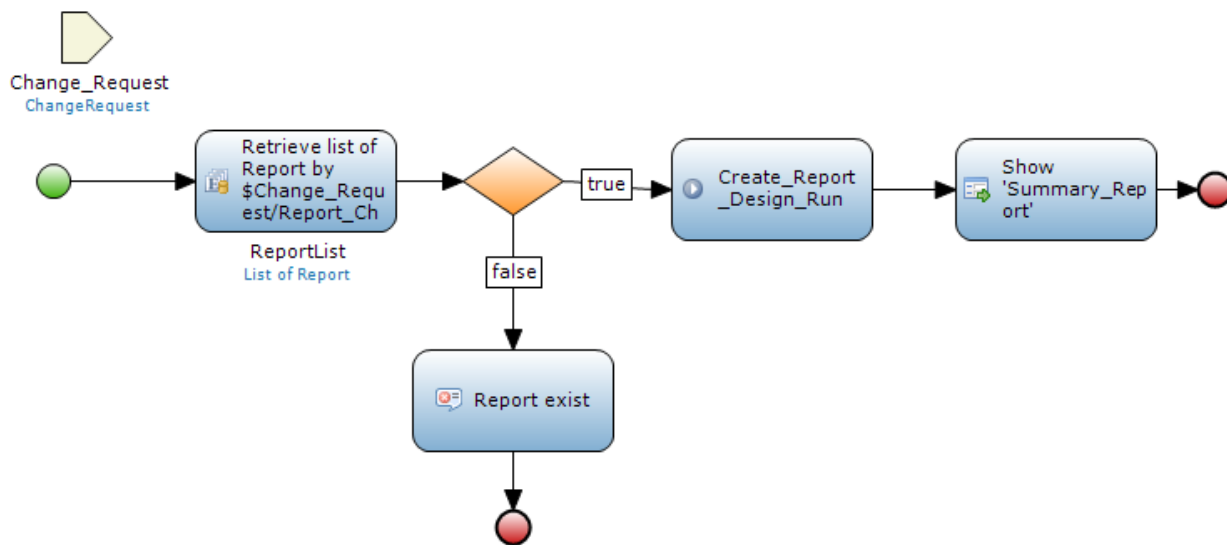 Change_Request
ChangeRequest
Retrieve list of
Report by
$Change_Requ
est/Report_Ch
ReportList
List of Report
true
Create_Report
_Design_Run
Show
'Summary_Rep
ort'
false
Report exist